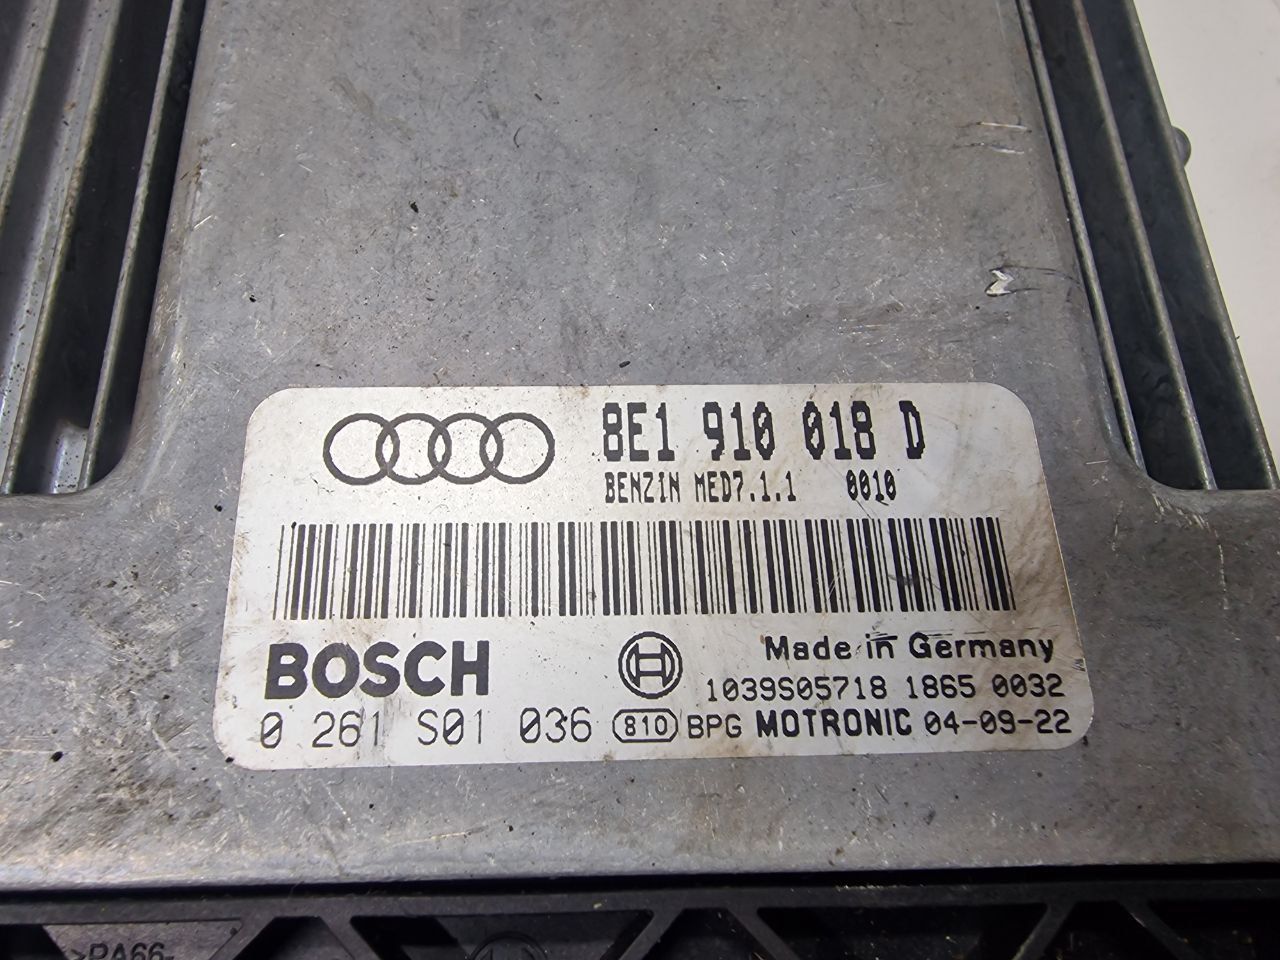 8E1 910 018 D
BENZIN MED7.1.1 0010
BOSCH
Made in Germany
1039S05718 1865 0032
0 261 S01 036 810 BPG MOTRONIC 04-09-22
>PA66-